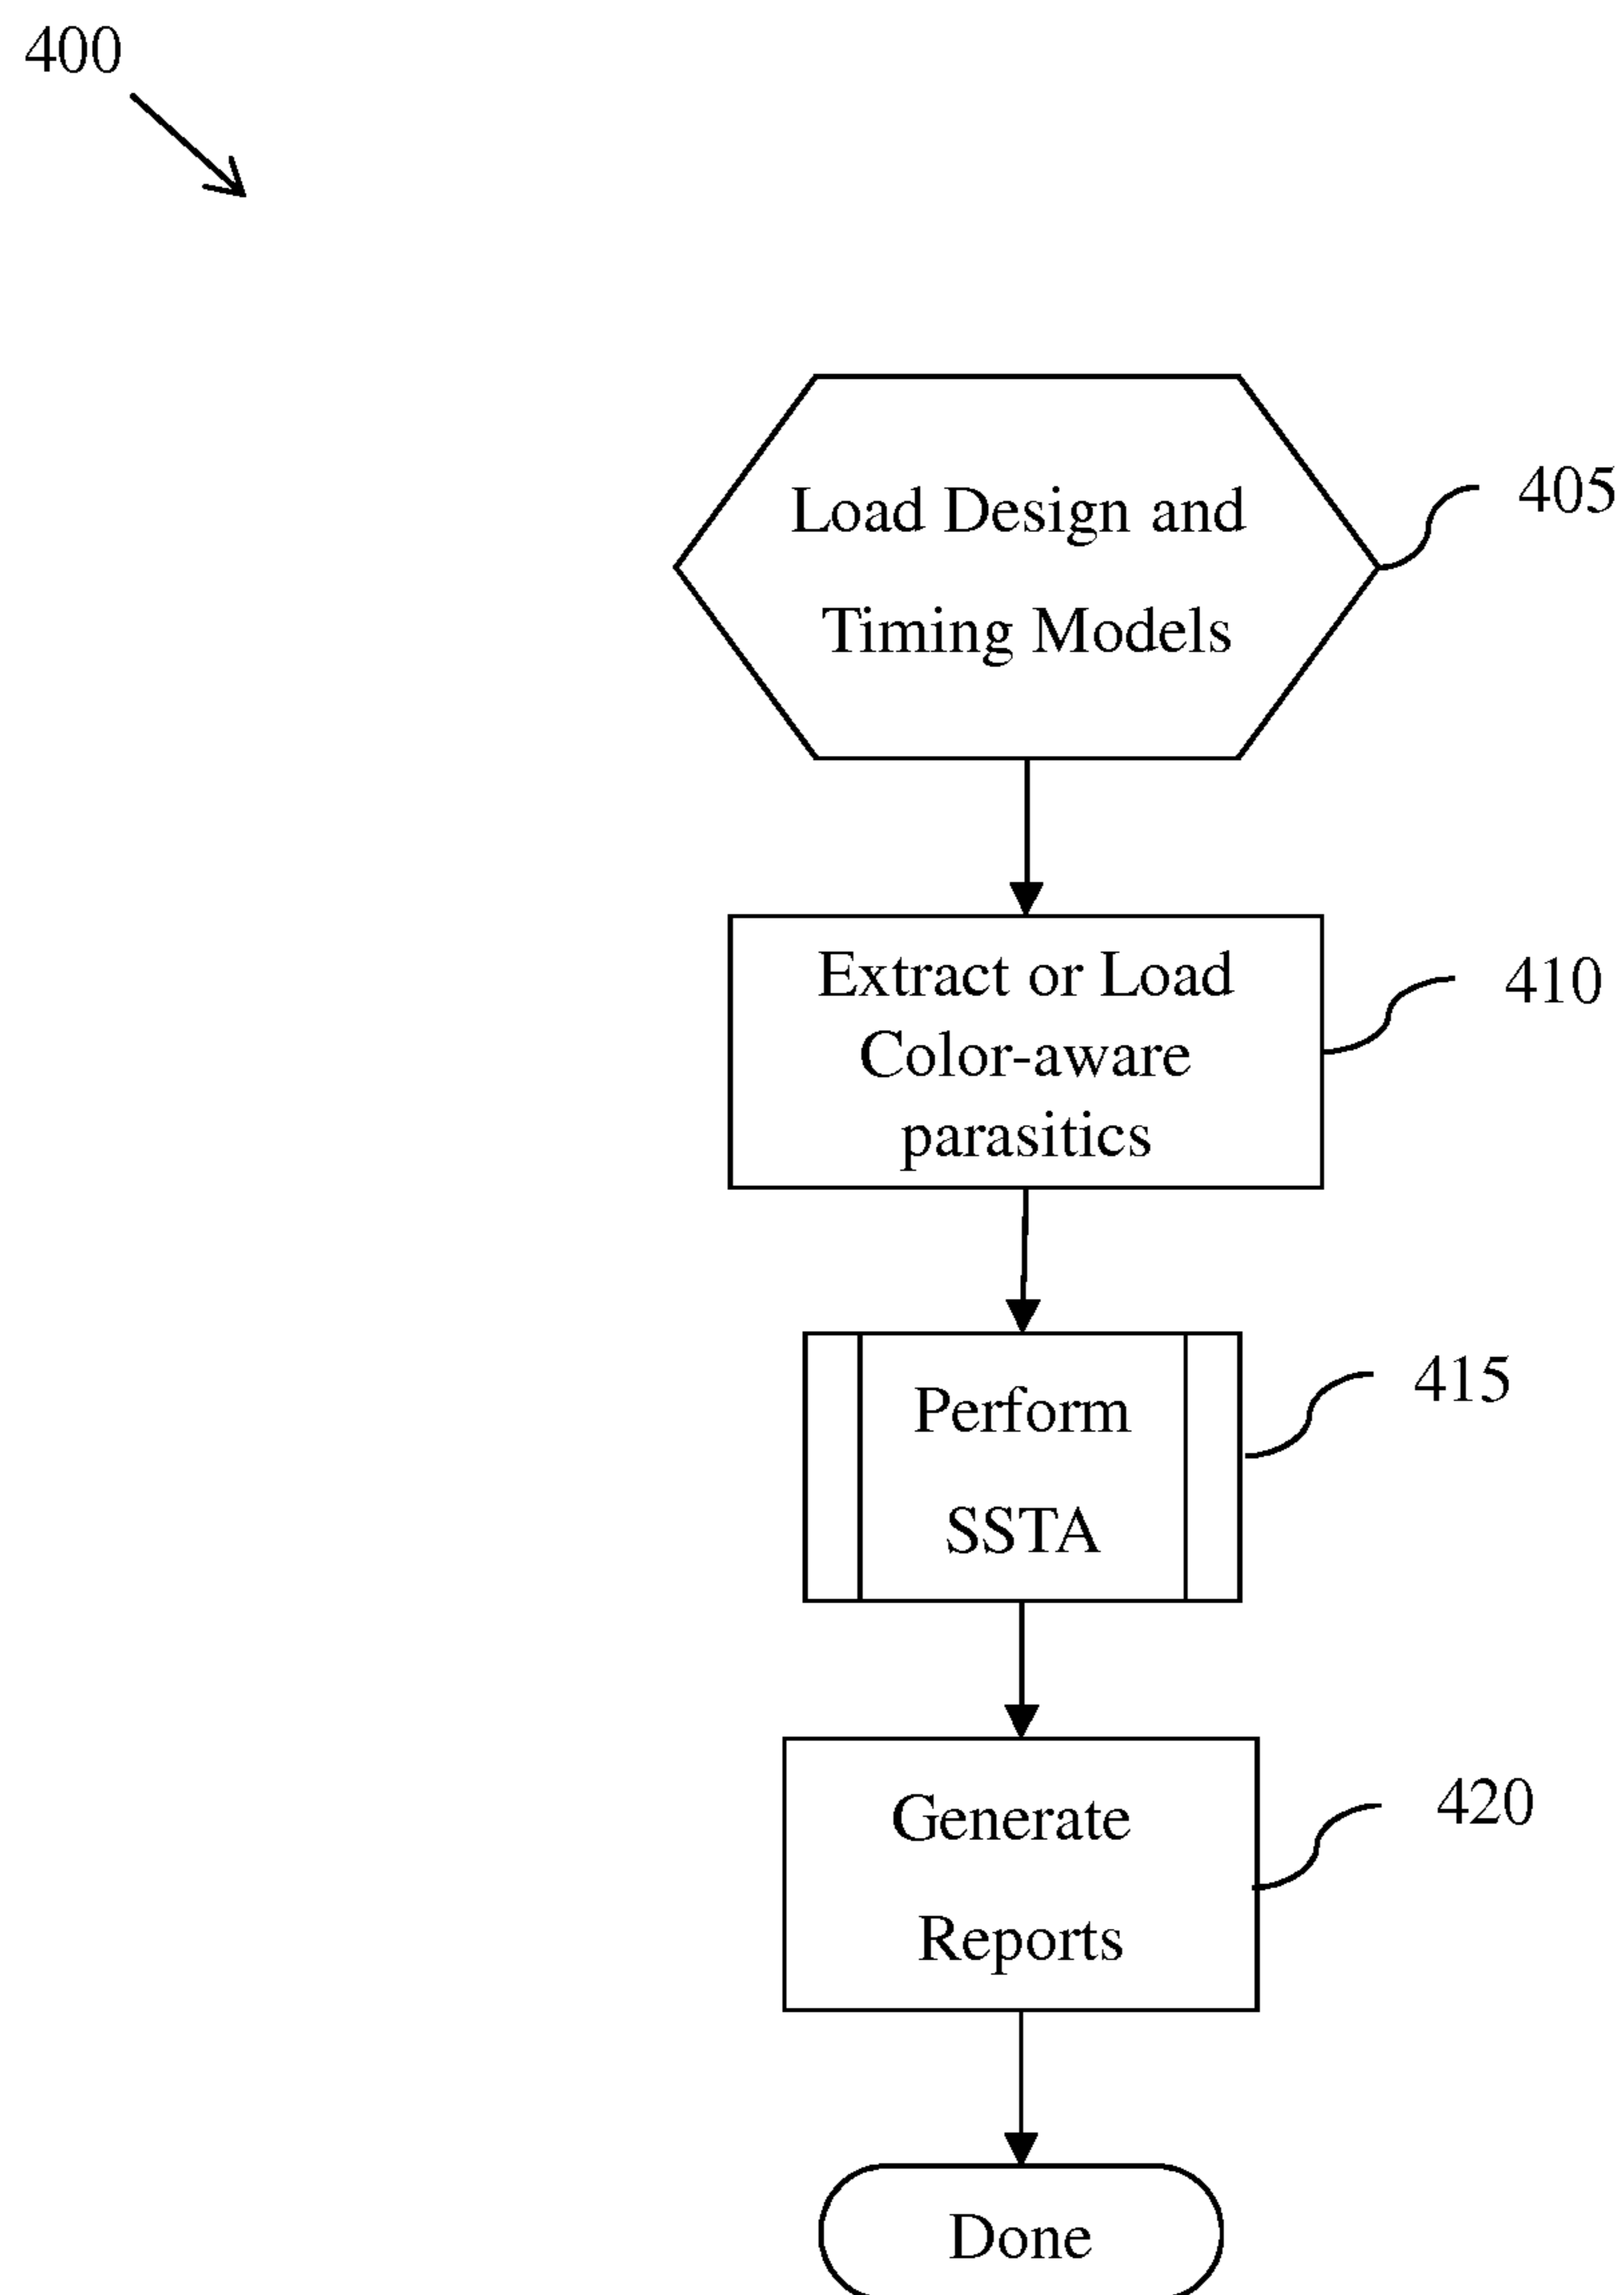 400
Load Design and
405
Timing Models
Extract or Load
410
Color-aware
parasitics
Perform
415
SSTA
Generate
420
Reports
Done